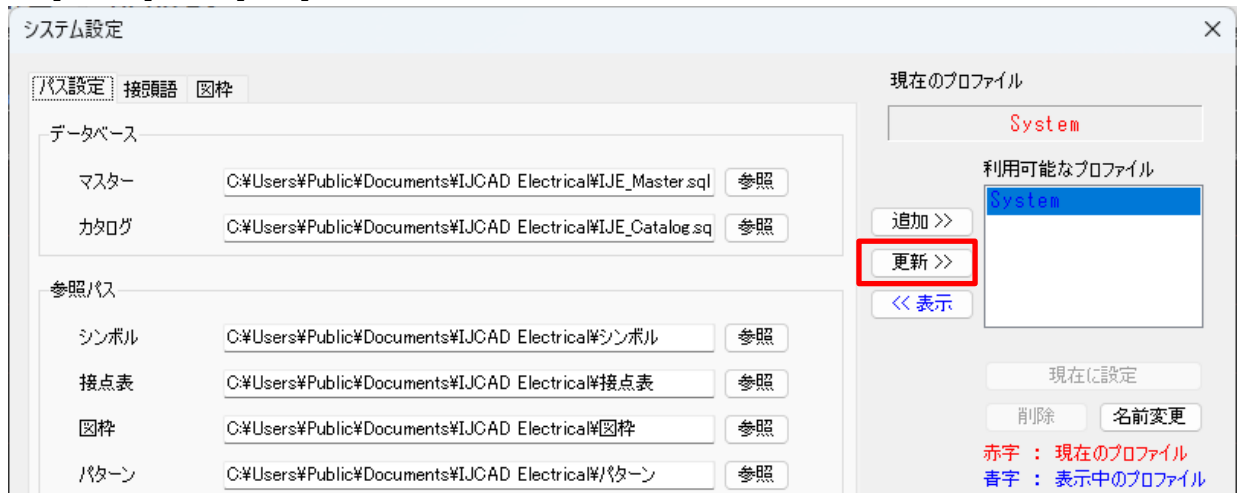 システム設定
パス設定 接頭語 図枠
データベース
マスター C:¥Users¥Public¥Documents¥IJCAD Electrical¥IJE_Master.sql 参照
カタログ C:¥Users¥Public¥Documents¥IJCAD Electrical¥IJE_Catalog.sq 参照
参照パス
シンボル C:¥Users¥Public¥Documents¥IJCAD Electrical¥シンボル 参照
接点表 C:¥Users¥Public¥Documents¥IJCAD Electrical¥接点表 参照
図枠 C:¥Users¥Public¥Documents¥IJCAD Electrical¥図枠 参照
パターン C:¥Users¥Public¥Documents¥IJCAD Electrical¥パターン 参照
現在のプロファイル
System
利用可能なプロファイル
System
追加 >>
更新 >>
<< 表示
現在に設定
削除 名前変更
赤字 : 現在のプロファイル
青字 : 表示中のプロファイル